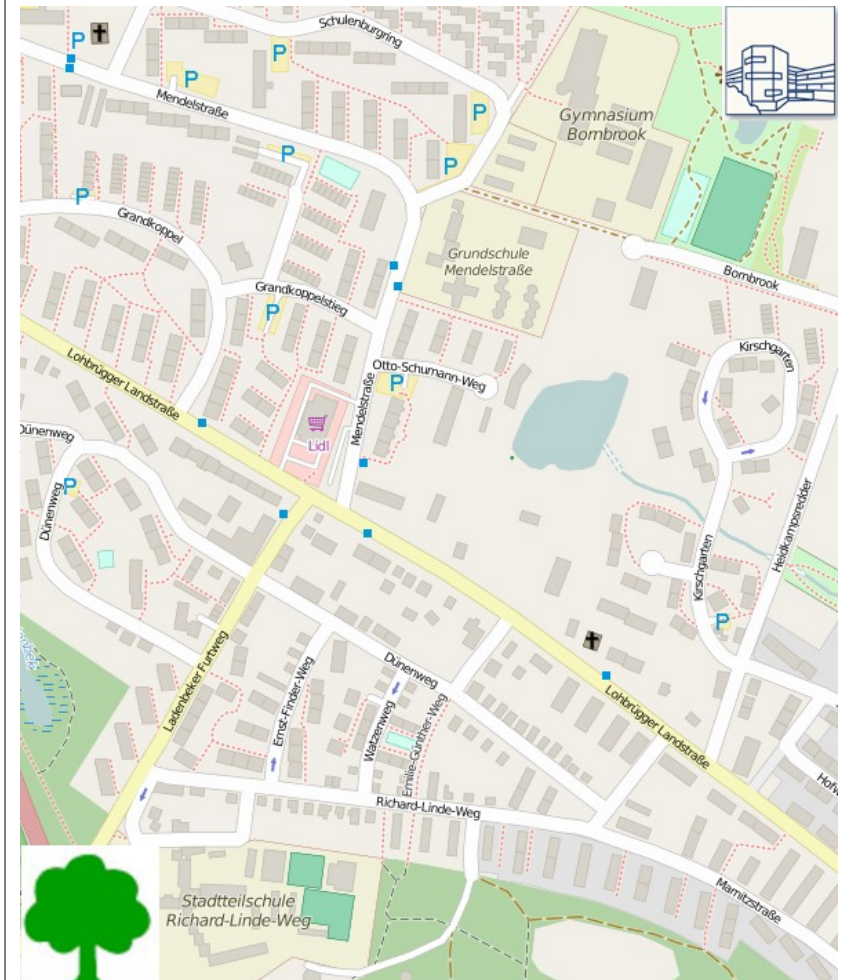 Schulenburgring
P
P
P
Mendelstraße
P
Gymnasium
Bornbrook
P
P
P
Grandkoppel
Grundschule
Mendelstraße
Bornbrook
Grandkoppelstieg
P
Kirschgarten
Lohbrügger Landstraße
Otto-Schumann-Weg
P
Mendelstraße
Lidl
Dünenweg
P
Dünenweg
Heidkampsredder
Kirschgarten
P
Ladenbeker Furtweg
Ernst-Finder-Weg
Dünenweg
Watzenweg
Emilie-Günther-Weg
Lohbrügger Landstraße
Richard-Linde-Weg
Marnitzstraße
Stadtteilschule
Richard-Linde-Weg